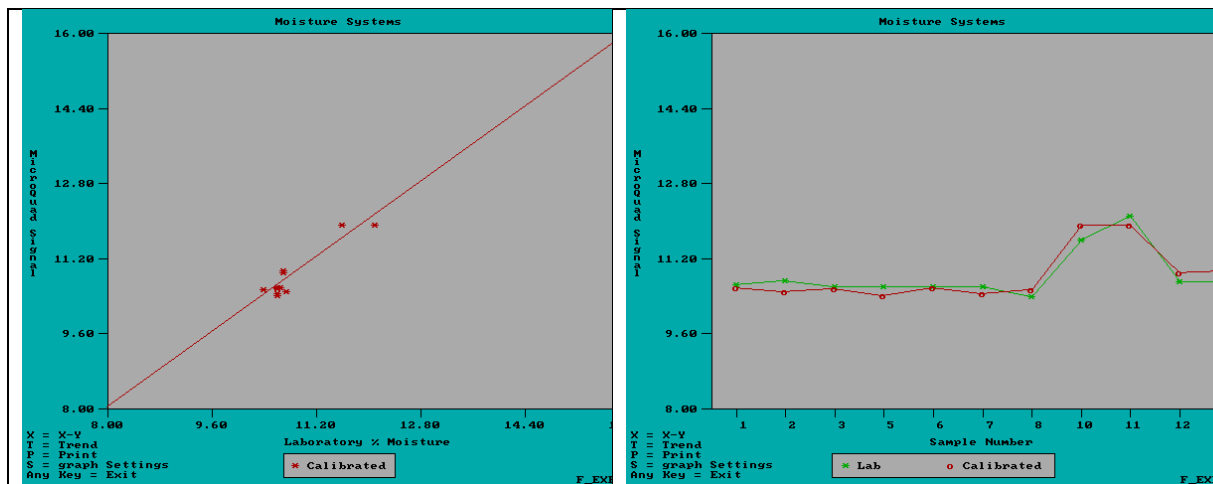 Moisture Systems
16.00
14.40
12.80
11.20
9.60
8.00
MicroQuad Signal
8.00
9.60
11.20
12.80
14.40
Laboratory % Moisture
X = X-Y
T = Trend
P = Print
S = graph Settings
Any Key = Exit
* Calibrated
Moisture Systems
16.00
14.40
12.80
11.20
9.60
8.00
MicroQuad Signal
1 2 3 5 6 7 8 10 11 12
Sample Number
X = X-Y
T = Trend
P = Print
S = graph Settings
Any Key = Exit
* Lab
o Calibrated